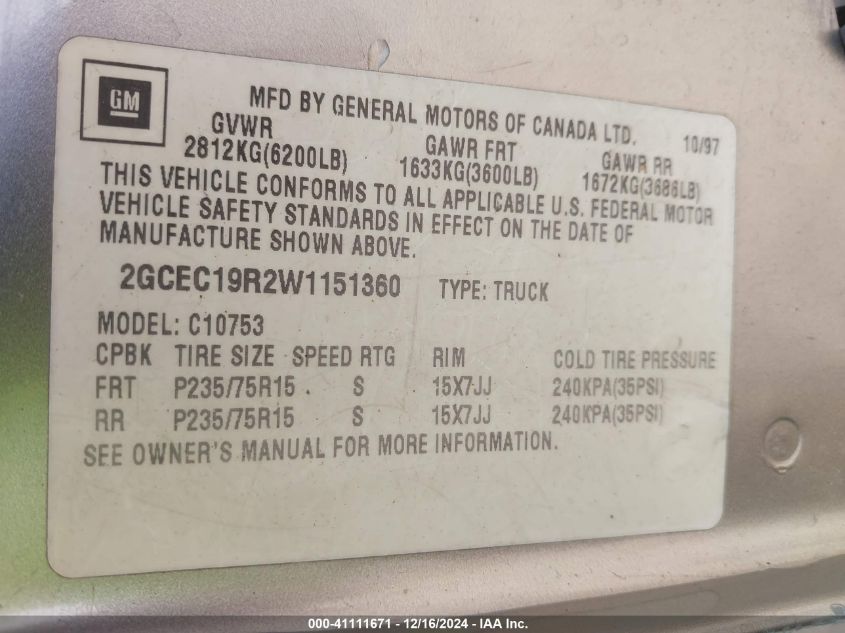 GM
MFD BY GENERAL MOTORS OF CANADA LTD. 10/97
GVWR GAWR FRT GAWR RR
2812KG(6200LB) 1633KG(3600LB) 1672KG(3686LB)
THIS VEHICLE CONFORMS TO ALL APPLICABLE U.S. FEDERAL MOTOR
VEHICLE SAFETY STANDARDS IN EFFECT ON THE DATE OF
MANUFACTURE SHOWN ABOVE.
2GCEC19R2W1151360 TYPE: TRUCK
MODEL: C10753
CPBK TIRE SIZE SPEED RTG RIM COLD TIRE PRESSURE
FRT P235/75R15 S 15X7JJ 240KPA(35PSI)
RR P235/75R15 S 15X7JJ 240KPA(35PSI)
SEE OWNER'S MANUAL FOR MORE INFORMATION.
000-41111671 - 12/16/2024 - IAA Inc.